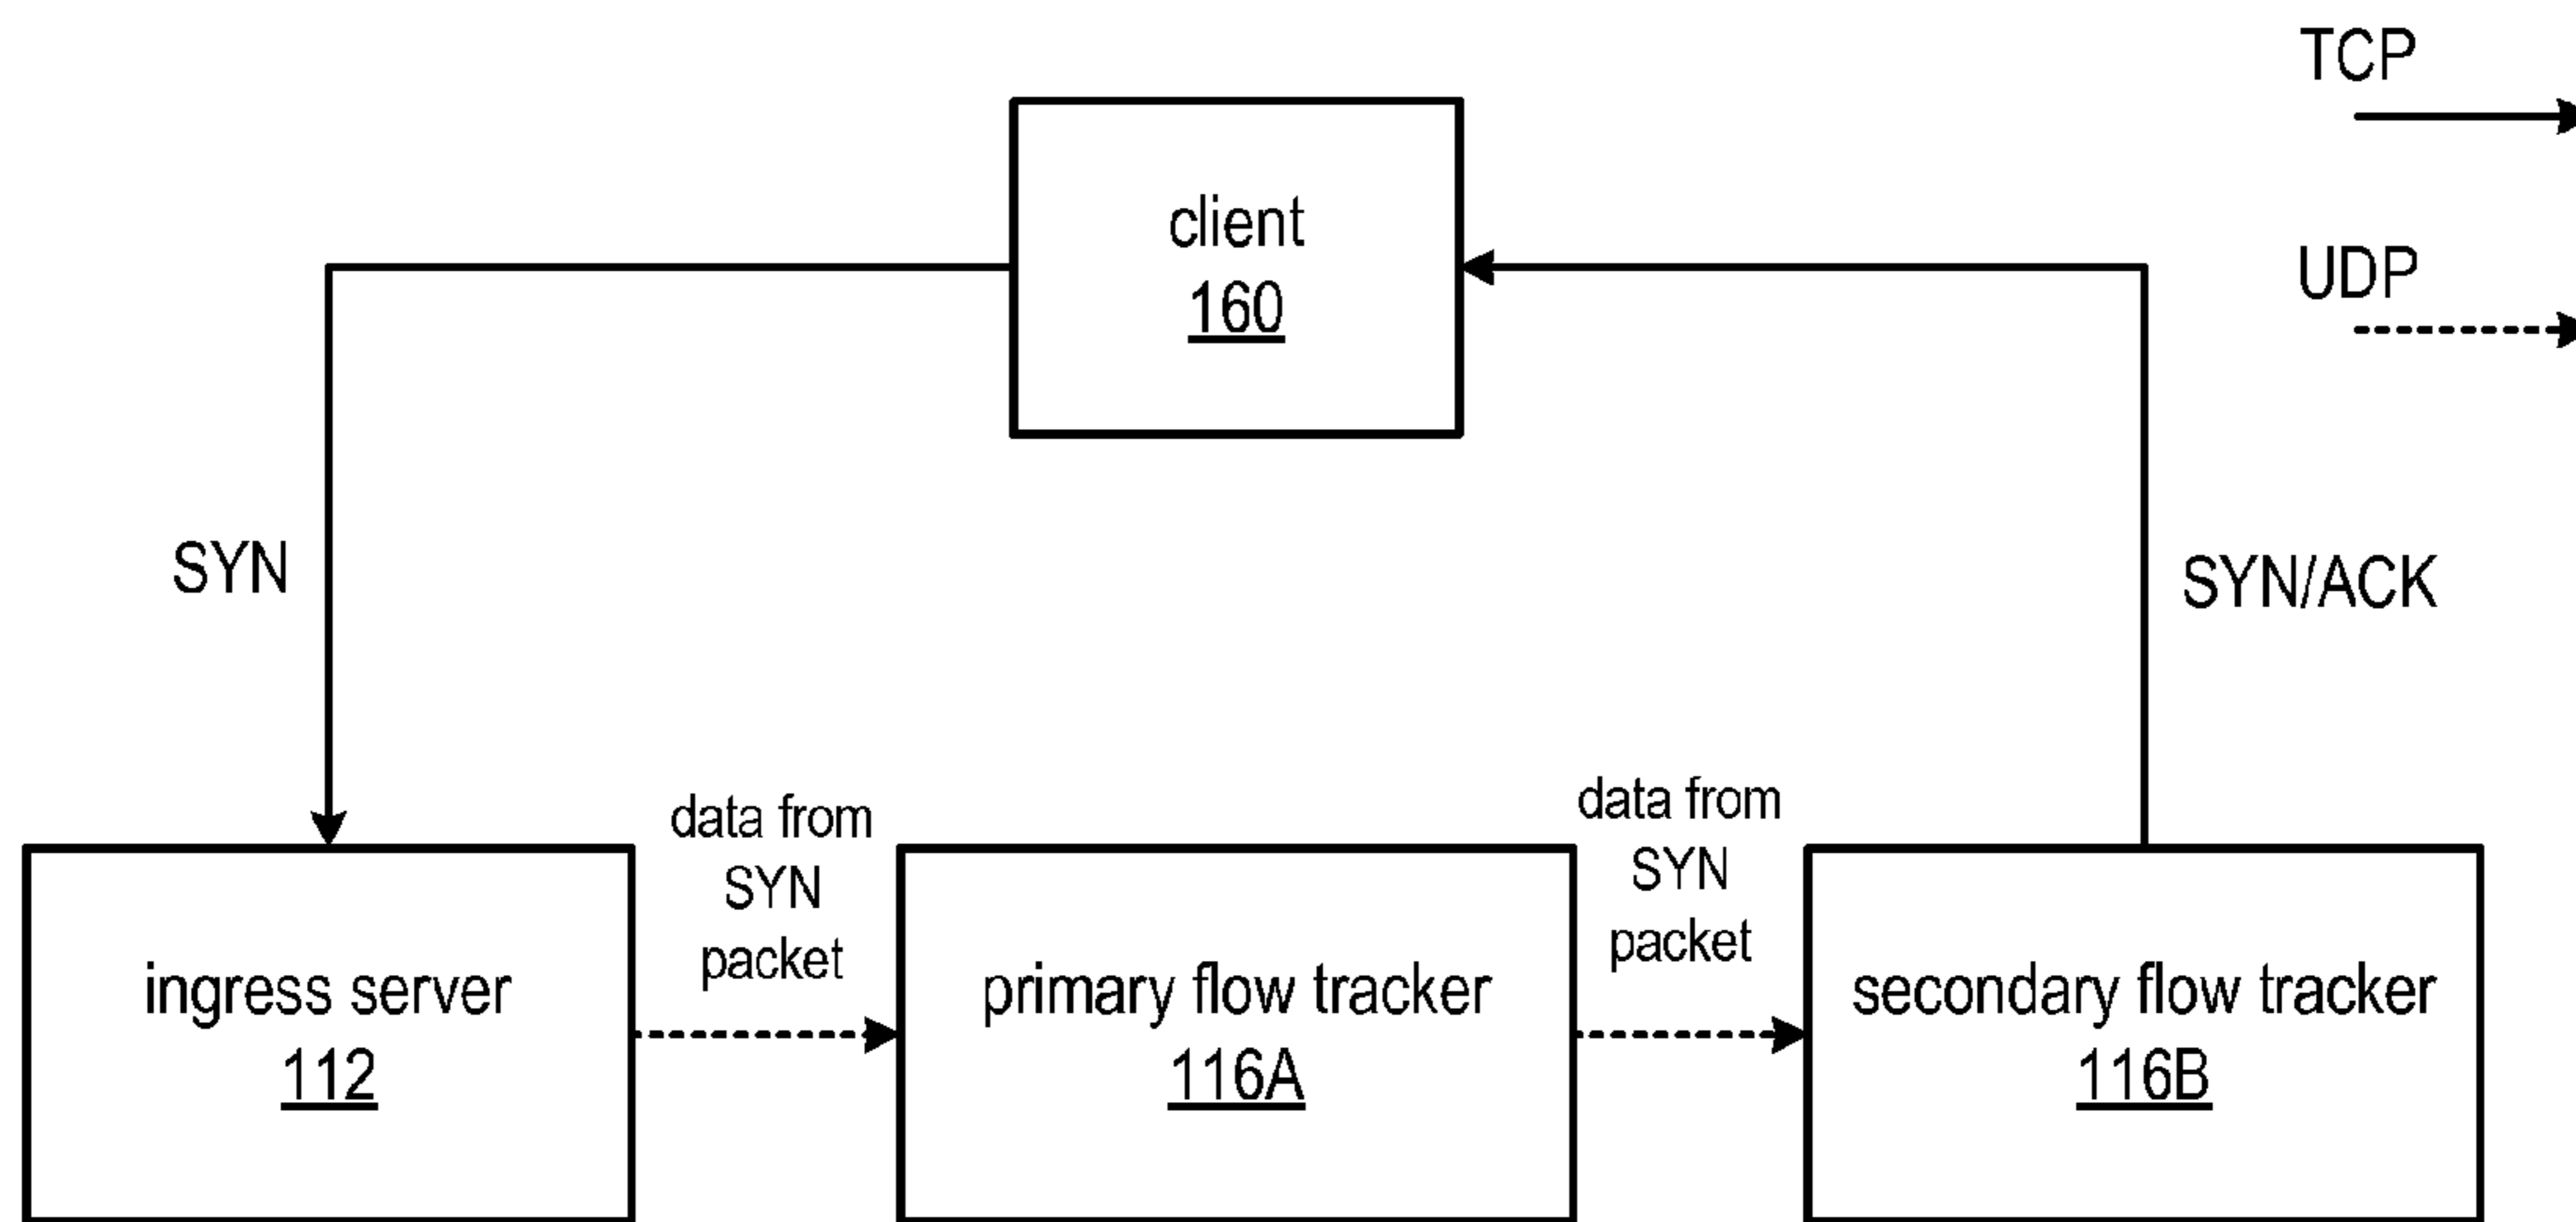 TCP
UDP
client
160
SYN
SYN/ACK
data from
SYN
packet
data from
SYN
packet
ingress server
112
primary flow tracker
116A
secondary flow tracker
116B